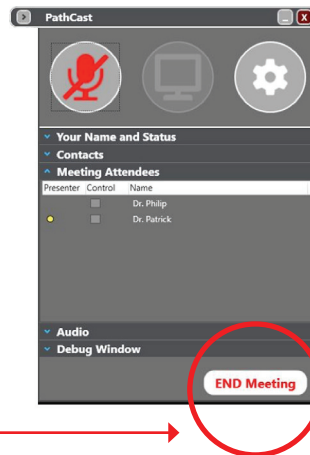 PathCast
Your Name and Status
Contacts
Meeting Attendees
Presenter Control Name
Dr. Philip
Dr. Patrick
Audio
Debug Window
END Meeting